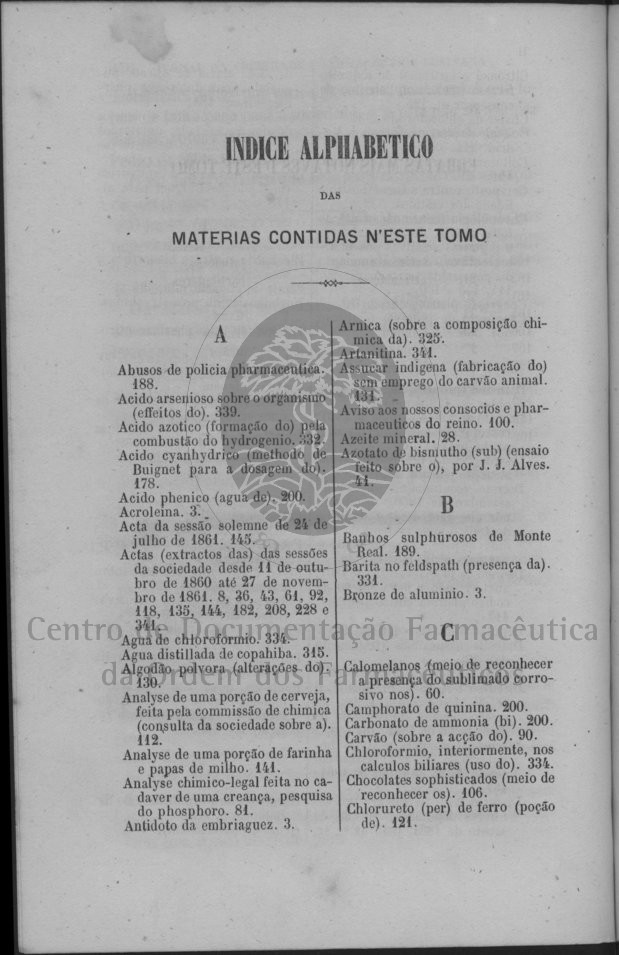 INDICE ALPHABETICO
DAS
MATERIAS CONTIDAS N'ESTE TOMO
A
Abusos de policia pharmaceutica.
188.
Acido arsenioso sobre o organismo
(effeitos do). 339.
Acido azotico (formação do) pela
combustão do hydrogenio. 332.
Acido cyanhydrico (methodo de
Buignet para a dosagem do).
178.
Acido phenico (agua de). 200.
Acroleina. 3.
Acta da sessão solemne de 24 de
julho de 1861. 145.
Actas (extractos das) das sessões
da sociedade desde 11 de outu-
bro de 1860 até 27 de novem-
bro de 1861. 8, 36, 43, 61, 92,
118, 135, 144, 182, 208, 228 e
341.
Agua de chloroformio. 334.
Agua distillada de copahiba. 315.
Algodão polvora (alterações do).
130.
Analyse de uma porção de cerveja,
feita pela commissão de chimica
(consulta da sociedade sobre a).
112.
Analyse de uma porção de farinha
e papas de milho. 141.
Analyse chimico-legal feita no ca-
daver de uma creança, pesquisa
do phosphoro. 81.
Antidoto da embriaguez. 3.
Arnica (sobre a composição chi-
mica da). 325.
Artanitina. 341.
Assucar indigena (fabricação do)
sem emprego do carvão animal.
131.
Aviso aos nossos consocios e phar-
maceuticos do reino. 100.
Azeite mineral. 28.
Azotato de bismutho (sub) (ensaio
feito sobre o), por J. J. Alves.
41.
B
Banhos sulphurosos de Monte
Real. 189.
Barita no feldspath (presença da).
331.
Bronze de aluminio. 3.
C
Calomelanos (meio de reconhecer
a presença do sublimado corro-
sivo nos). 60.
Camphorato de quinina. 200.
Carbonato de ammonia (bi). 200.
Carvão (sobre a acção do). 90.
Chloroformio, interiormente, nos
calculos biliares (uso do). 334.
Chocolates sophisticados (meio de
reconhecer os). 106.
Chlorureto (per) de ferro (poção
de). 121.
Centro de Documentação Farmacêutica
da Ordem dos Farmacêuticos